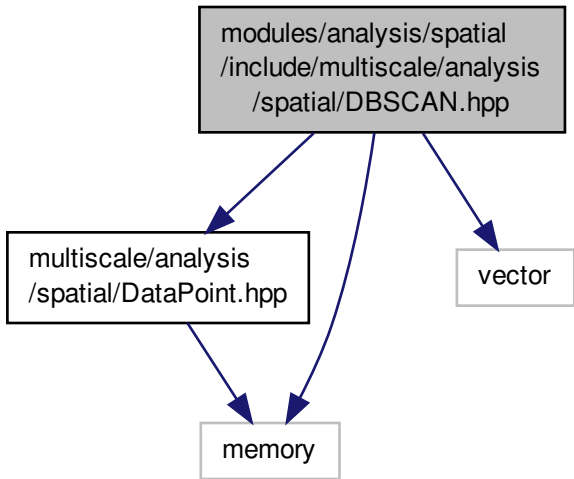 modules/analysis/spatial
/include/multiscale/analysis
/spatial/DBSCAN.hpp
multiscale/analysis
/spatial/DataPoint.hpp
vector
memory